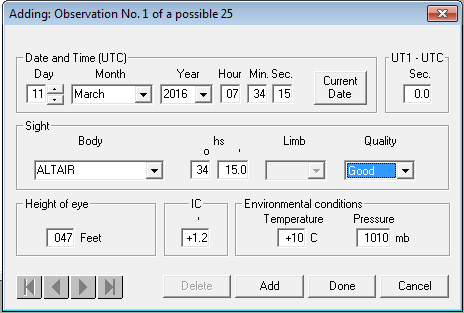 Adding: Observation No. 1 of a possible 25
Date and Time (UTC)
Day Month Year Hour Min. Sec.
11 March 2016 07 34 15
Current Date
UT1 - UTC
Sec.
0.0
Sight
Body hs Limb Quality
o '
ALTAIR 34 15.0 Good
Height of eye
047 Feet
IC
'
+1.2
Environmental conditions
Temperature Pressure
+10 C 1010 mb
Delete Add Done Cancel